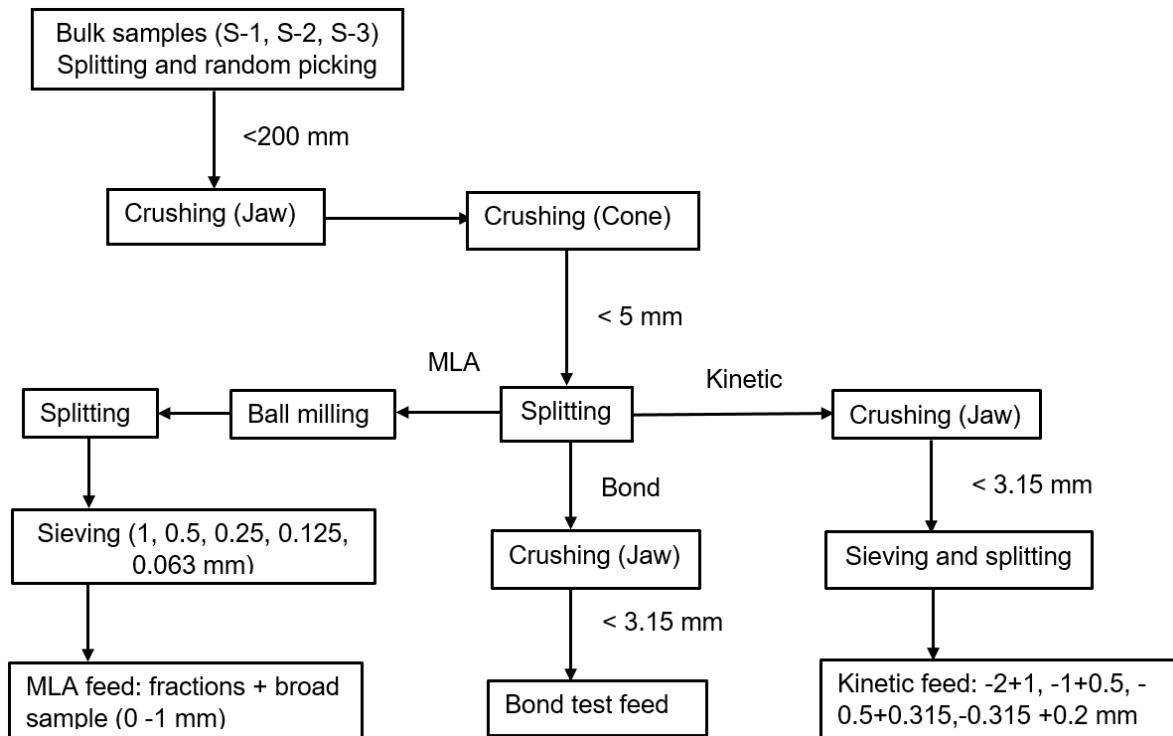 Bulk samples (S-1, S-2, S-3)
Splitting and random picking
<200 mm
Crushing (Jaw)
Crushing (Cone)
< 5 mm
MLA
Kinetic
Splitting
Ball milling
Splitting
Crushing (Jaw)
Bond
< 3.15 mm
Sieving (1, 0.5, 0.25, 0.125,
0.063 mm)
Crushing (Jaw)
Sieving and splitting
< 3.15 mm
MLA feed: fractions + broad
sample (0 -1 mm)
Bond test feed
Kinetic feed: -2+1, -1+0.5, -
0.5+0.315,-0.315 +0.2 mm